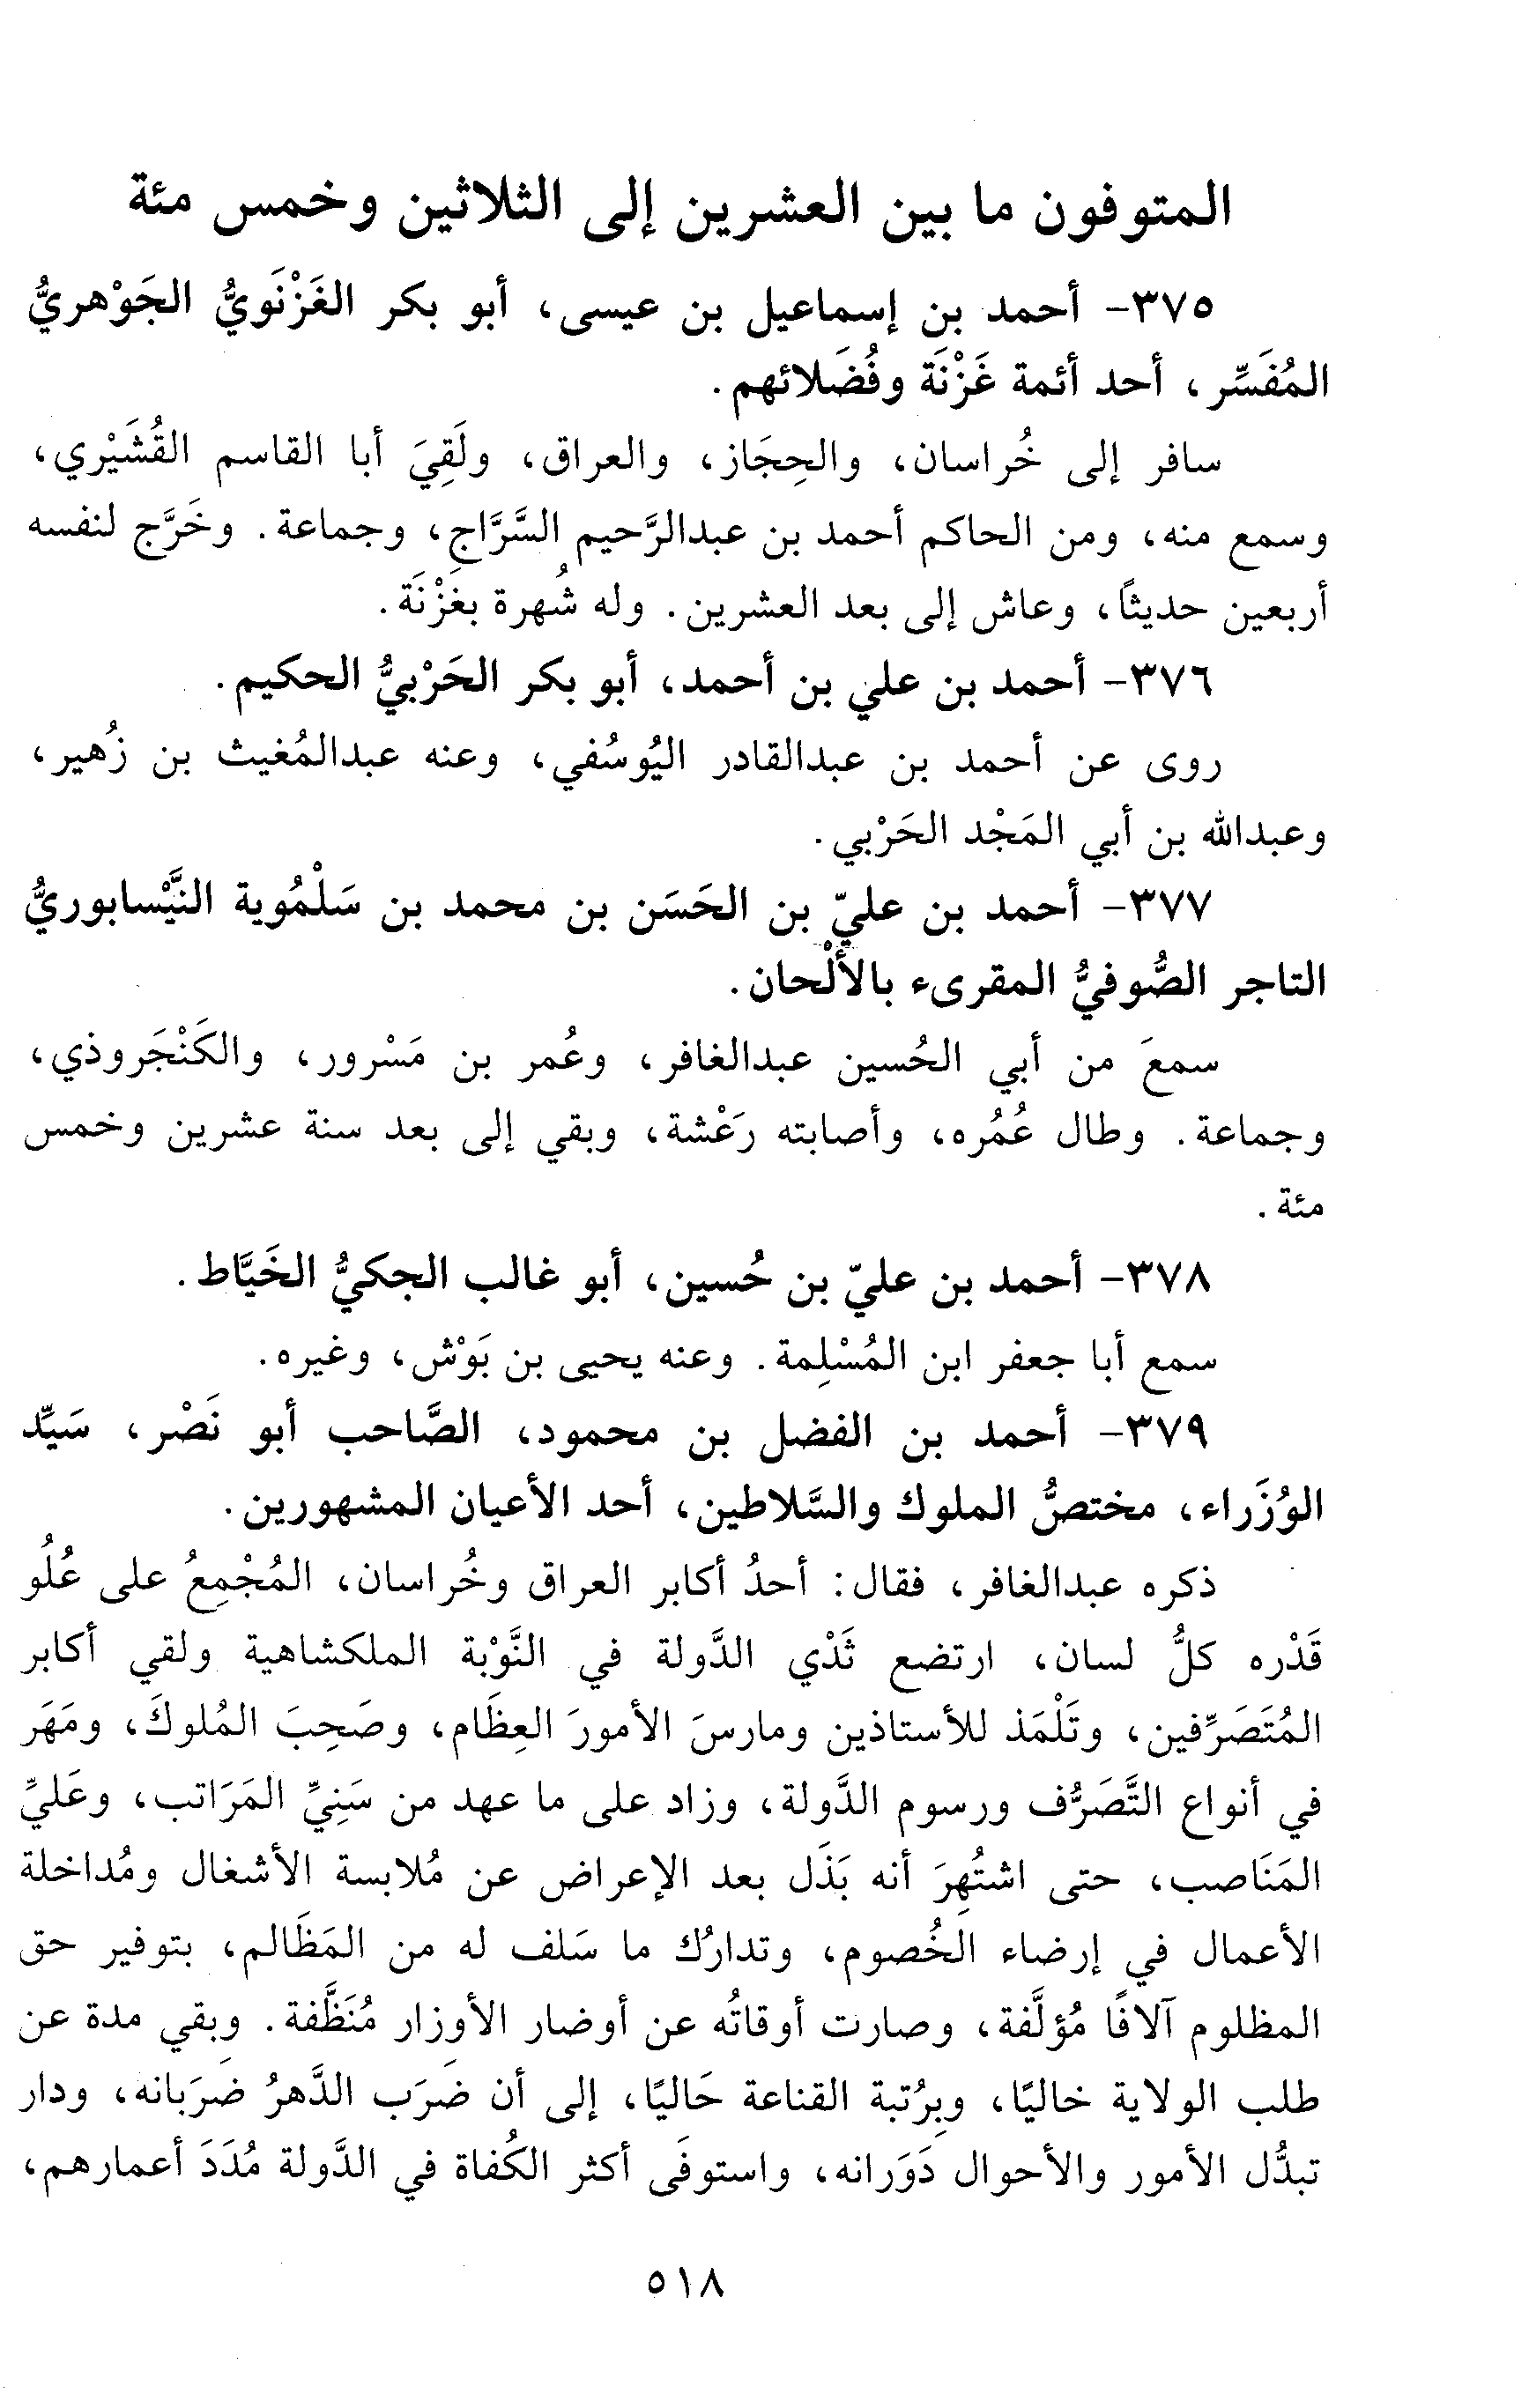 المتوفون ما بين العشرين إلى الثلاثين وخمس مئة
٣٧٥- أحمد بن إسماعيل بن عيسى، أبو بكر الغَزْنَويُّ الجَوْهريُّ
المُفَسِّر، أحد أئمة غَزْنَة وفُضَلائهم.
سافر إلى خُراسان، والحِجَاز، والعراق، ولَقِيَ أبا القاسم القُشَيْري،
وسمع منه، ومن الحاكم أحمد بن عبدالرَّحيم السَّرَّاجِ، وجماعة. وخَرَّج لنفسه
أربعين حديثًا، وعاش إلى بعد العشرين. وله شُهرة بغَزْنَة.
٣٧٦- أحمد بن علي بن أحمد، أبو بكر الحَرْبيُّ الحكيم.
روى عن أحمد بن عبدالقادر اليُوسُفي، وعنه عبدالمُغيث بن زُهير،
وعبدالله بن أبي المَجْد الحَرْبي.
٣٧٧- أحمد بن عليّ بن الحَسَن بن محمد بن سَلْمُوية النَّيْسابوريُّ
التاجر الصُّوفيُّ المقرىء بالأَلْحان.
سمعَ من أبي الحُسين عبدالغافر، وعُمر بن مَسْرور، والكَنْجَروذي،
وجماعة. وطال عُمُره، وأصابته رَعْشة، وبقي إلى بعد سنة عشرين وخمس
مئة.
٣٧٨- أحمد بن عليّ بن حُسين، أبو غالب الجكيُّ الخَيَّاط.
سمع أبا جعفر ابن المُسْلِمة. وعنه يحيى بن بَوْش، وغيره.
٣٧٩- أحمد بن الفضل بن محمود، الصَّاحب أبو نَصْر، سَيِّد
الوُزَراء، مختصُّ الملوك والسَّلاطين، أحد الأعيان المشهورين.
ذكره عبدالغافر، فقال: أحدُ أكابر العراق وخُراسان، المُجْمِعُ على عُلُو
قَدْره كلُّ لسان، ارتضع ثَدْي الدَّولة في النَّوْبة الملكشاهية ولقي أكابر
المُتَصَرِّفين، وتَلْمَذ للأستاذين ومارسَ الأمورَ العِظَام، وصَحِبَ المُلوكَ، ومَهَر
في أنواع التَّصَرُّف ورسوم الدَّولة، وزاد على ما عهد من سَنِيِّ المَرَاتب، وعَليِّ
المَنَاصب، حتى اشتُهِرَ أنه بَذَل بعد الإعراض عن مُلابسة الأشغال ومُداخلة
الأعمال في إرضاء الخُصوم، وتدارُك ما سَلف له من المَظَالم، بتوفير حق
المظلوم آلافًا مُؤلَّفة، وصارت أوقاتُه عن أوضار الأوزار مُنَظَّفة. وبقي مدة عن
طلب الولاية خاليًا، وبِرُتبة القناعة حَاليًا، إلى أن ضَرَب الدَّهرُ ضَرَبانه، ودار
تبدُّل الأمور والأحوال دَوَرانه، واستوفَى أكثر الكُفاة في الدَّولة مُدَدَ أعمارهم،
٥١٨